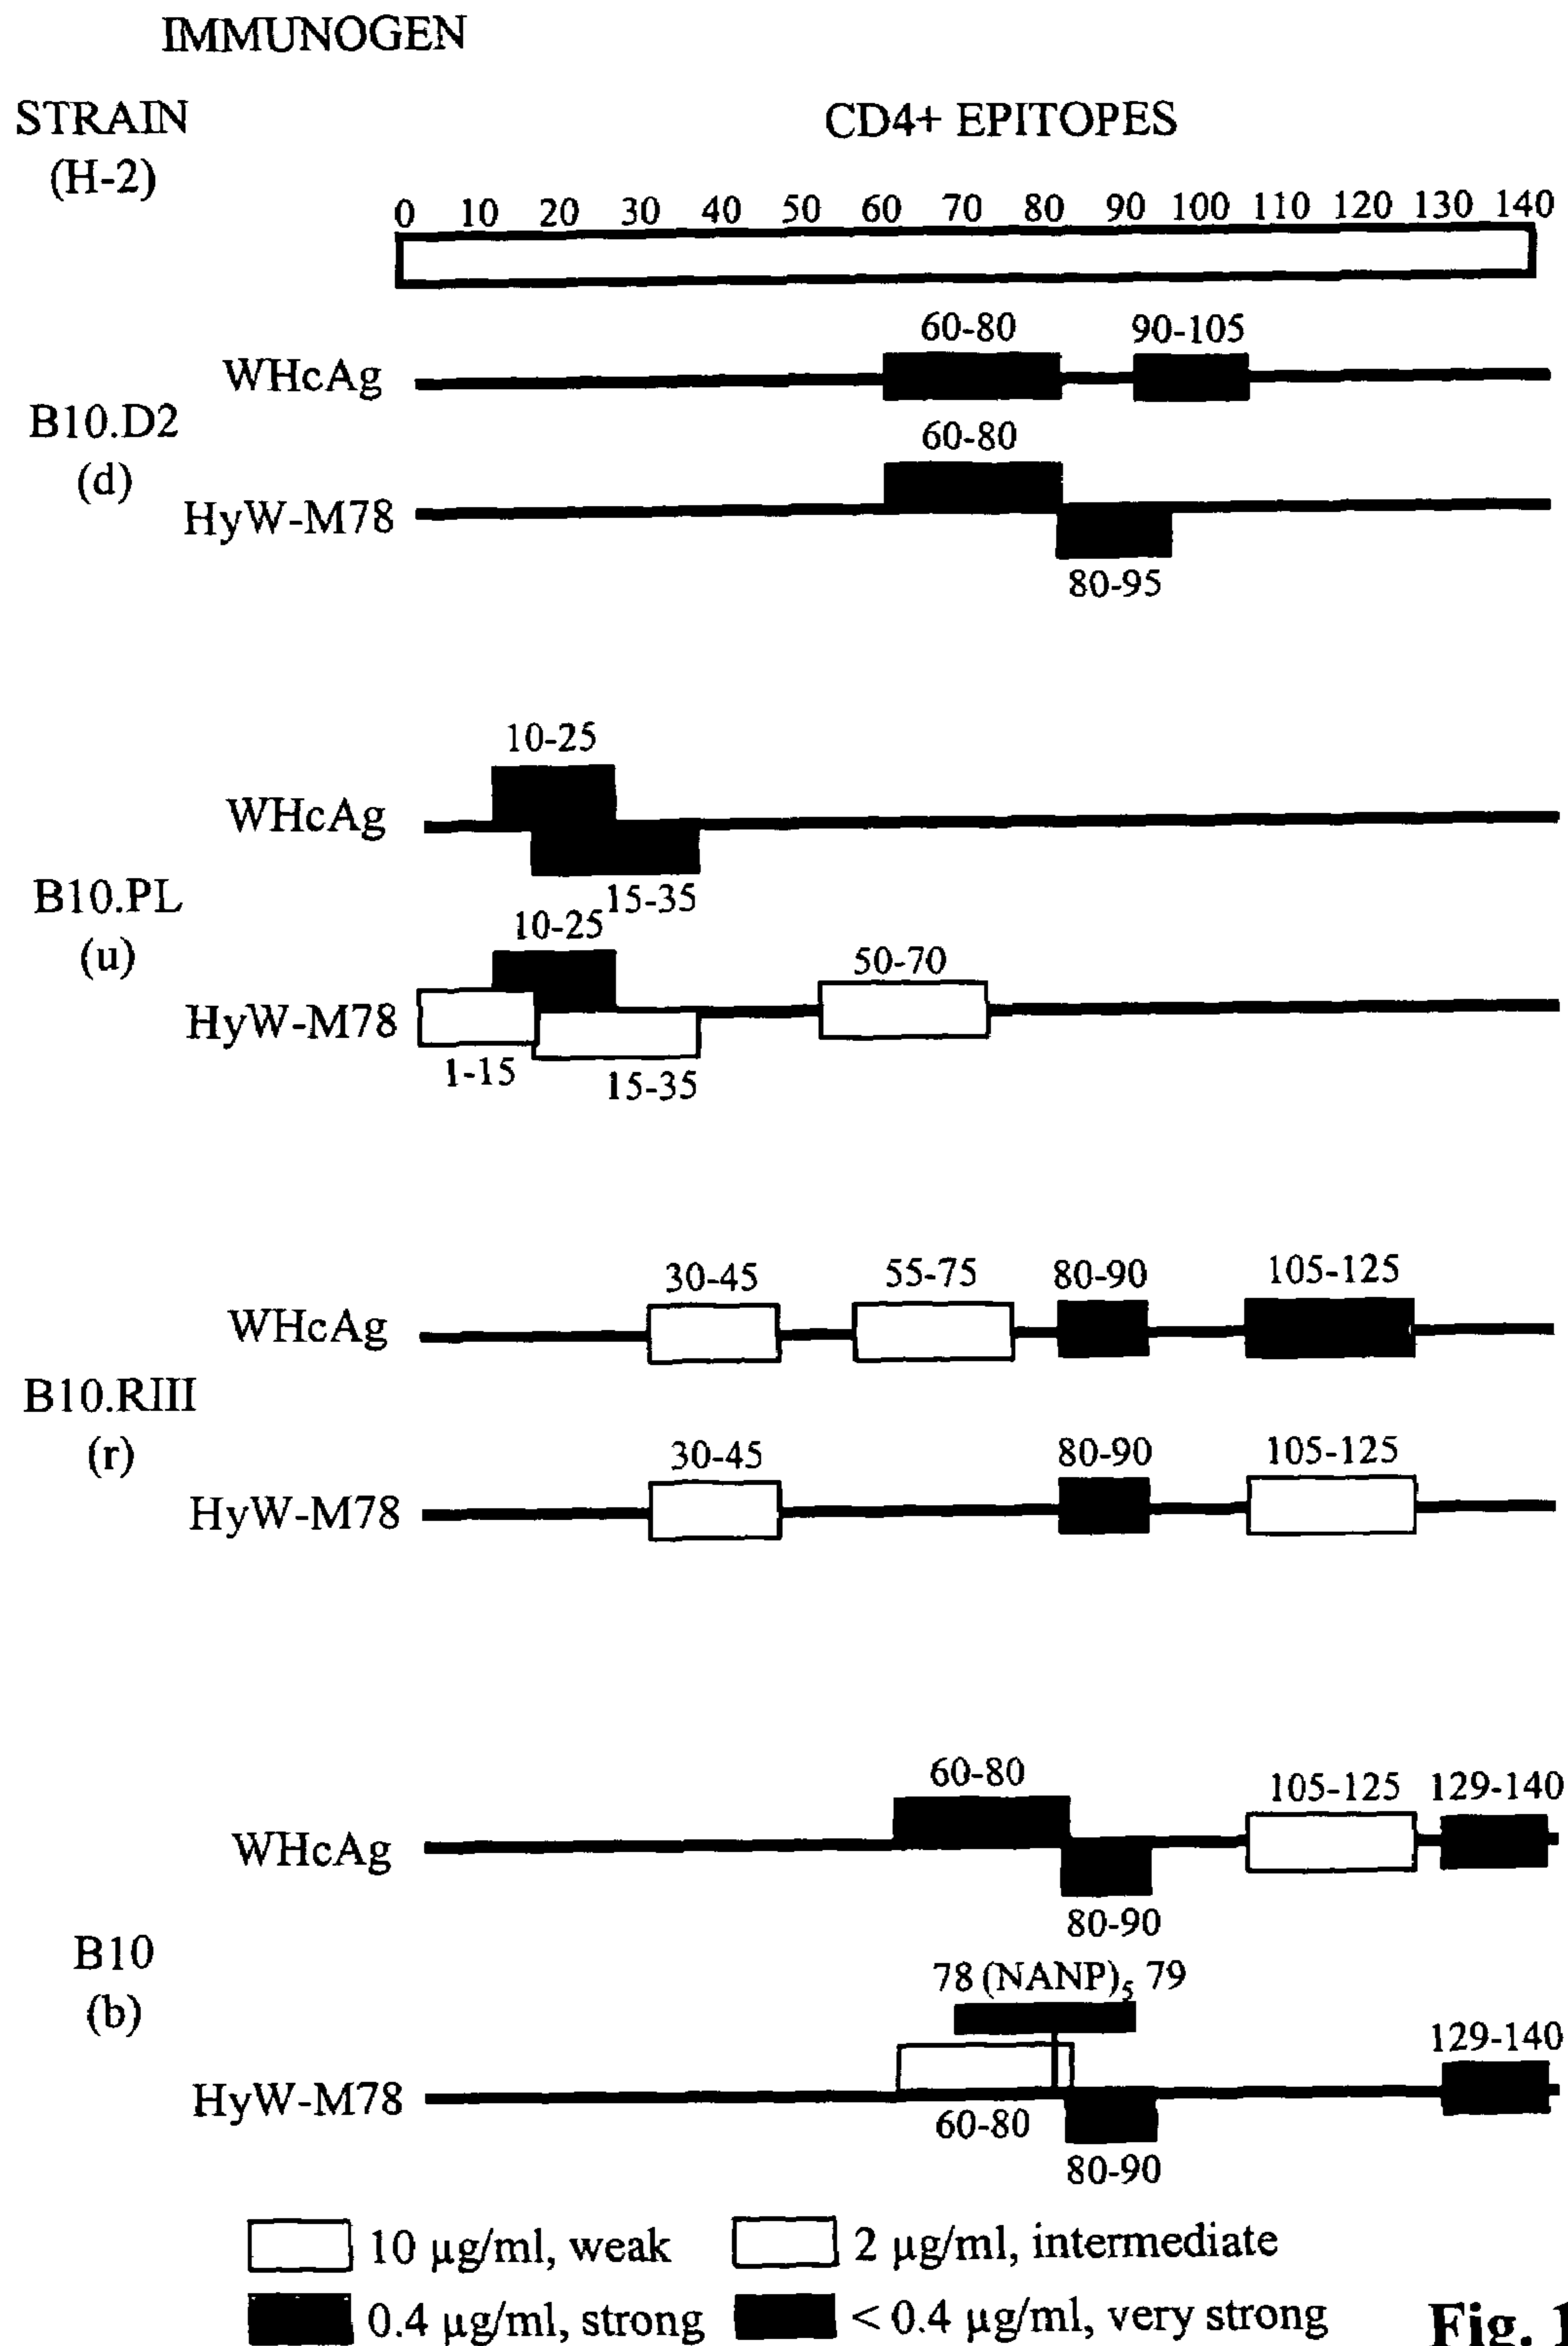 IMMUNOGEN
STRAIN
(H-2)
CD4+ EPITOPES
0 10 20 30 40 50 60 70 80 90 100 110 120 130 140
60-80 90-105
WHcAg
B10.D2
(d)
60-80
HyW-M78
80-95
10-25
WHcAg
15-35
B10.PL
(u)
10-25
50-70
HyW-M78
1-15
15-35
30-45 55-75 80-90 105-125
WHcAg
B10.RIII
(r)
30-45 80-90 105-125
HyW-M78
60-80 105-125 129-140
WHcAg
80-90
B10
(b)
78 (NANP)5 79
129-140
HyW-M78
60-80
80-90
10 µg/ml, weak 2 µg/ml, intermediate
0.4 µg/ml, strong < 0.4 µg/ml, very strong
Fig. 1